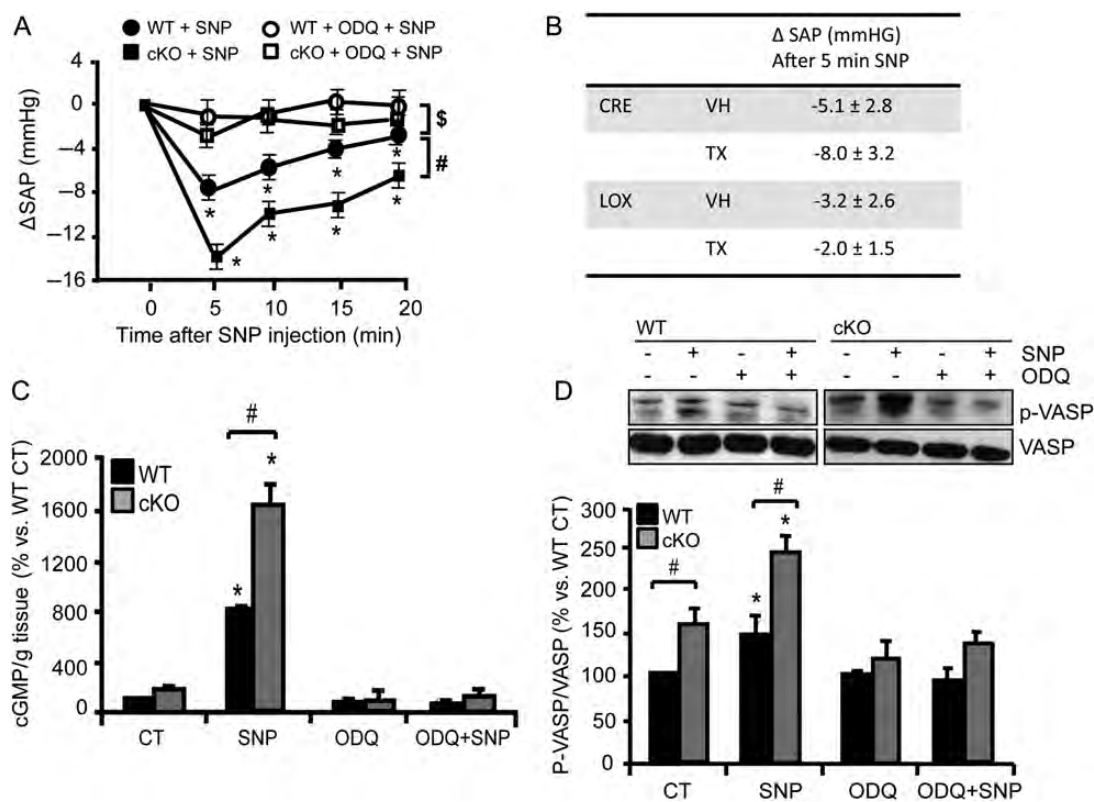 A
WT + SNP WT + ODQ + SNP
cKO + SNP cKO + ODQ + SNP
4
0
−4
−8
−12
−16
ΔSAP (mmHg)
* * * * * * * *
$
#
0 5 10 15 20
Time after SNP injection (min)
B
Δ SAP (mmHG)
After 5 min SNP
CRE VH -5.1 ± 2.8
TX -8.0 ± 3.2
LOX VH -3.2 ± 2.6
TX -2.0 ± 1.5
C
cGMP/g tissue (% vs. WT CT)
2000
1600
1200
800
400
0
WT
cKO
#
* *
CT SNP ODQ ODQ+SNP
D
WT cKO
- + - + - + - + SNP
- - + + - - + + ODQ
p-VASP
VASP
P-VASP/VASP (% vs. WT CT)
300
250
200
150
100
50
0
WT
cKO
# #
* *
CT SNP ODQ ODQ+SNP